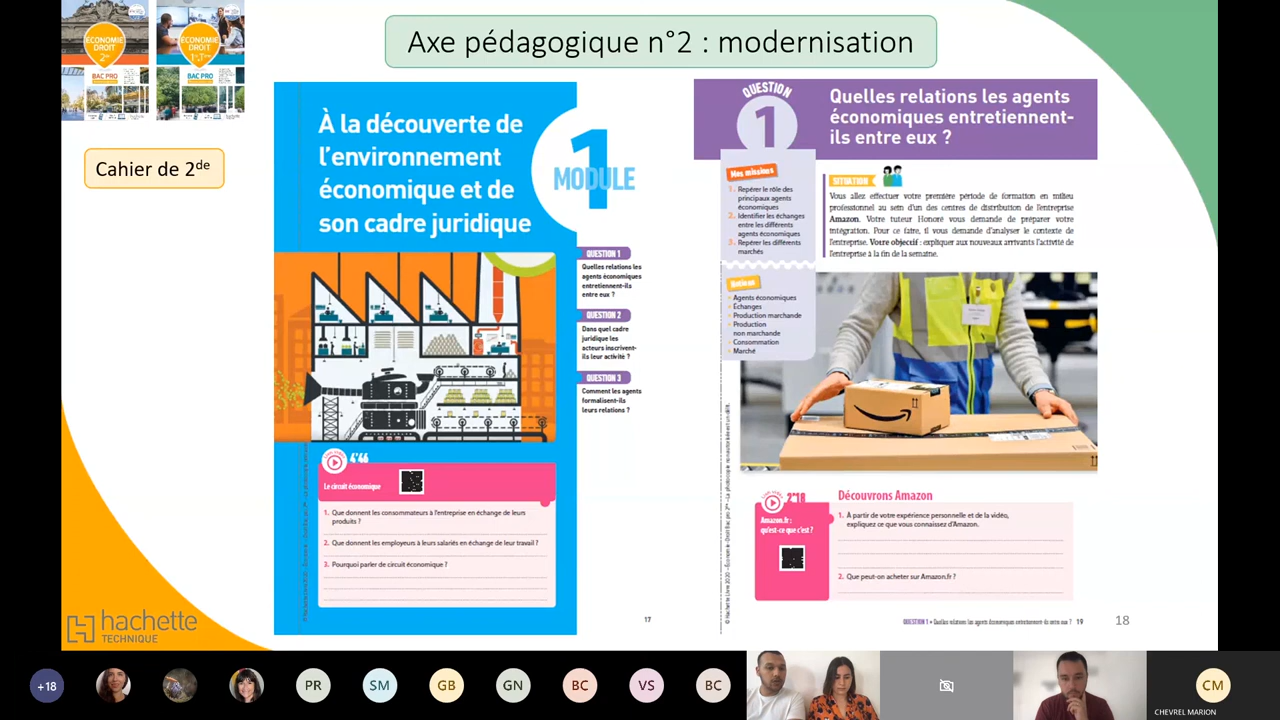 Axe pédagogique n°2 : modernisation
ÉCONOMIE
DROIT
2de
BAC PRO
ÉCONOMIE
DROIT
BAC PRO
Cahier de 2de
À la découverte de
l'environnement
économique et de
son cadre juridique
1
MODULE
QUESTION 1
Quelles relations les
agents économiques
entretiennent-ils
entre eux ?
QUESTION 2
Dans quel cadre
juridique les
acteurs inscrivent-
ils leur activité ?
QUESTION 3
Comment les agents
formalisent-ils
leurs relations ?
4'46
Le circuit économique
1. Que donnent les consommateurs à l'entreprise en échange de leurs
produits ?
2. Que donnent les employeurs à leurs salariés en échange de leur travail ?
3. Pourquoi parler de circuit économique ?
17
QUESTION
1
Quelles relations les agents
économiques entretiennent-
ils entre eux ?
Mes missions
1. Repérer le rôle des
principaux agents
économiques
2. Identifier les échanges
entre les différents
agents économiques
3. Repérer les différents
marchés
Notions
• Agents économiques
• Échanges
• Production marchande
• Production
non marchande
• Consommation
• Marché
SITUATION
Vous allez effectuer votre première période de formation en milieu
professionnel au sein d'un des centres de distribution de l'entreprise
Amazon. Votre tuteur Honoré vous demande de préparer votre
intégration. Pour ce faire, il vous demande d'analyser le contexte de
l'entreprise. Votre objectif : expliquer aux nouveaux arrivants l'activité de
l'entreprise à la fin de la semaine.
2'18
Amazon.fr :
qu'est-ce que c'est ?
Découvrons Amazon
1. À partir de votre expérience personnelle et de la vidéo,
expliquez ce que vous connaissez d'Amazon.
2. Que peut-on acheter sur Amazon.fr ?
QUESTION 1 • Quelles relations les agents économiques entretiennent-ils entre eux ? 19
18
hachette
TECHNIQUE
+18
PR
SM
GB
GN
BC
VS
BC
CM
CHEVREL MARION